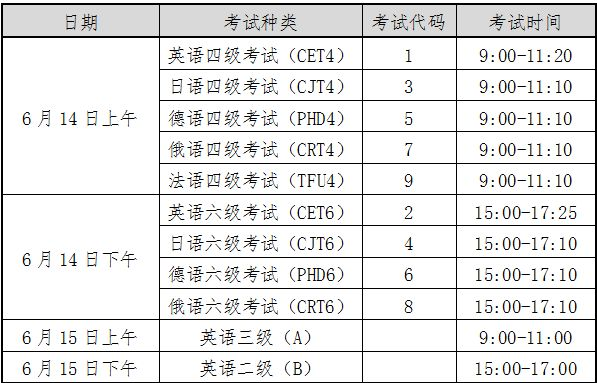 日期 考试种类 考试代码 考试时间
6月14日上午 英语四级考试（CET4） 1 9:00-11:20
日语四级考试（CJT4） 3 9:00-11:10
德语四级考试（PHD4） 5 9:00-11:10
俄语四级考试（CRT4） 7 9:00-11:10
法语四级考试（TFU4） 9 9:00-11:10
6月14日下午 英语六级考试（CET6） 2 15:00-17:25
日语六级考试（CJT6） 4 15:00-17:10
德语六级考试（PHD6） 6 15:00-17:10
俄语六级考试（CRT6） 8 15:00-17:10
6月15日上午 英语三级（A） 9:00-11:00
6月15日下午 英语二级（B） 15:00-17:00